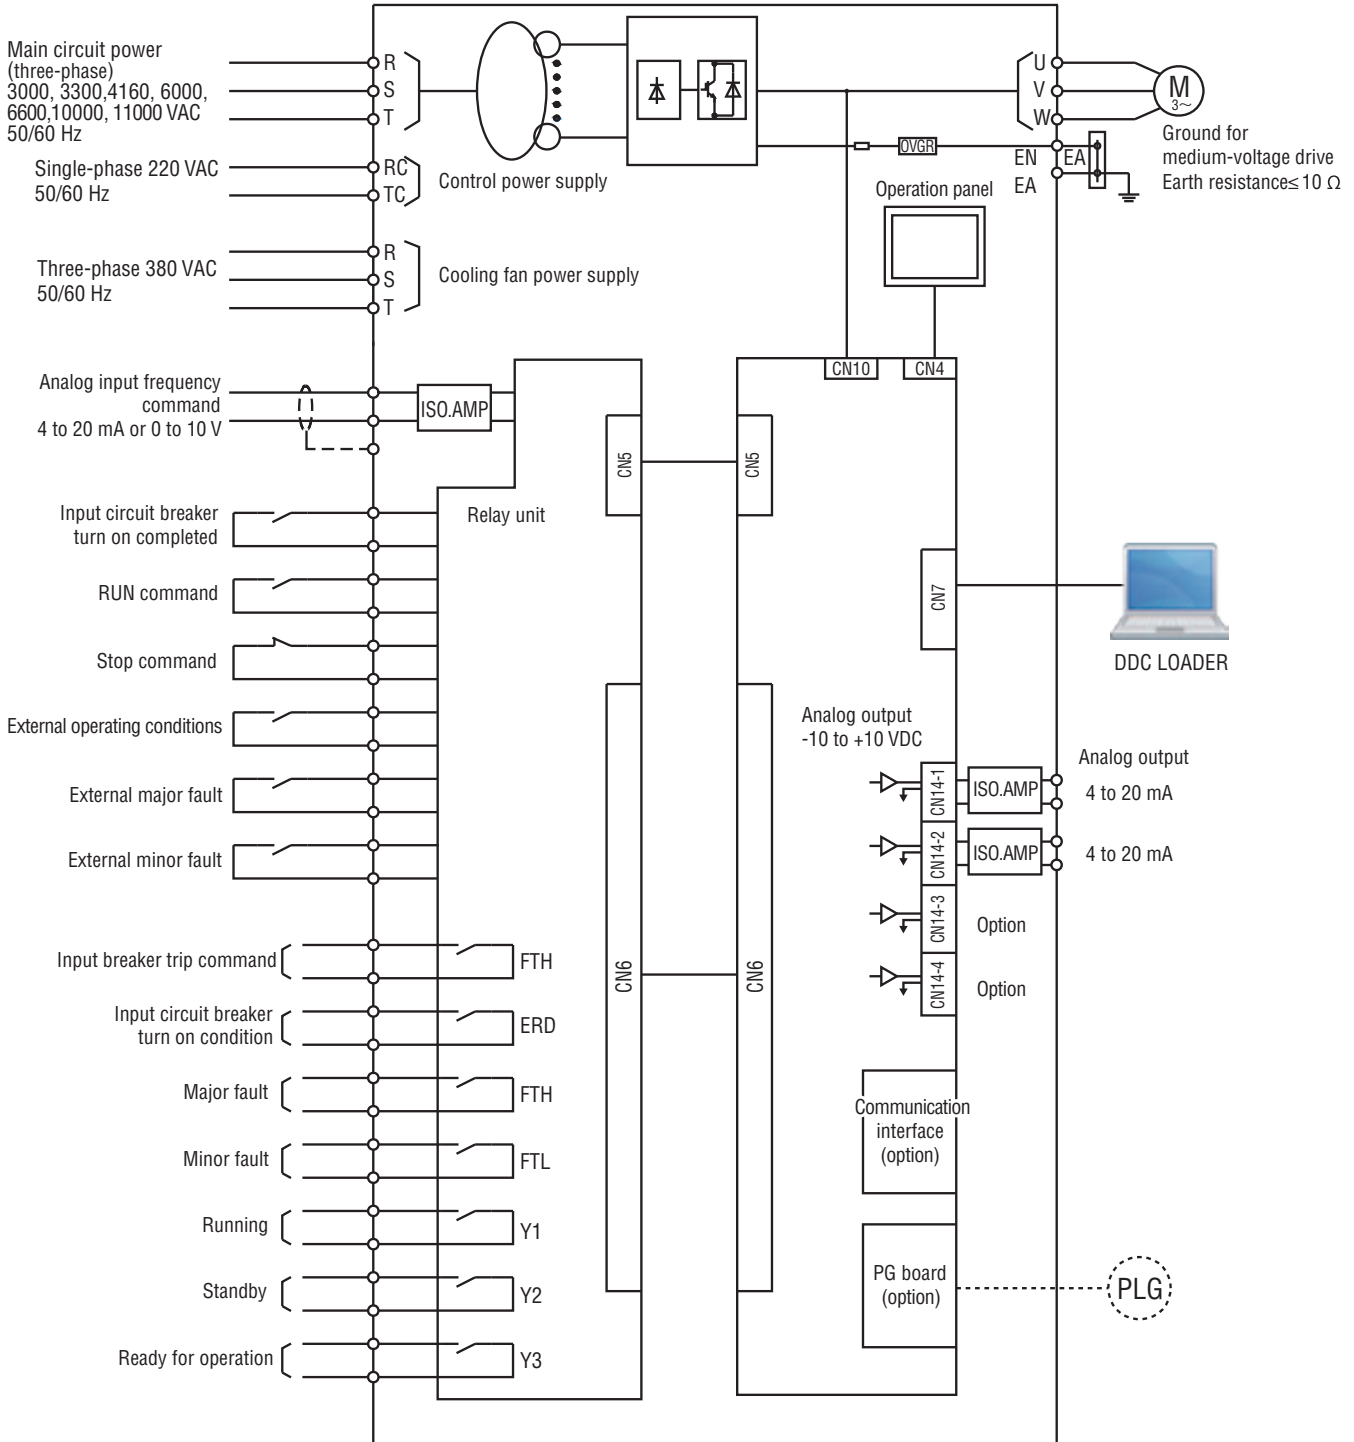 Main circuit power
(three-phase)
3000, 3300,4160, 6000,
6600,10000, 11000 VAC
50/60 Hz
R
S
T
U
V
W
M
3~
Ground for
medium-voltage drive
Earth resistance≤10 Ω
OVGR
EN
EA
EA
Single-phase 220 VAC
50/60 Hz
RC
TC
Control power supply
Operation panel
Three-phase 380 VAC
50/60 Hz
R
S
T
Cooling fan power supply
CN10
CN4
Analog input frequency
command
4 to 20 mA or 0 to 10 V
ISO.AMP
CN5
CN5
Relay unit
Input circuit breaker
turn on completed
RUN command
Stop command
External operating conditions
External major fault
External minor fault
CN7
DDC LOADER
Analog output
-10 to +10 VDC
CN14-1
ISO.AMP
Analog output
4 to 20 mA
CN14-2
ISO.AMP
4 to 20 mA
CN14-3
Option
CN14-4
Option
CN6
CN6
Input breaker trip command
FTH
Input circuit breaker
turn on condition
ERD
Major fault
FTH
Minor fault
FTL
Running
Y1
Standby
Y2
Ready for operation
Y3
Communication
interface
(option)
PG board
(option)
PLG